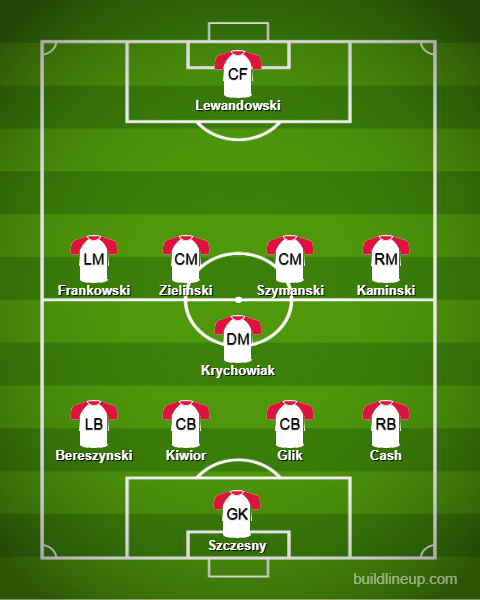 CF
Lewandowski
LM CM CM RM
Frankowski Zieliński Szymanski Kaminski
DM
Krychowiak
LB CB CB RB
Bereszynski Kiwior Glik Cash
GK
Szczesny
buildlineup.com